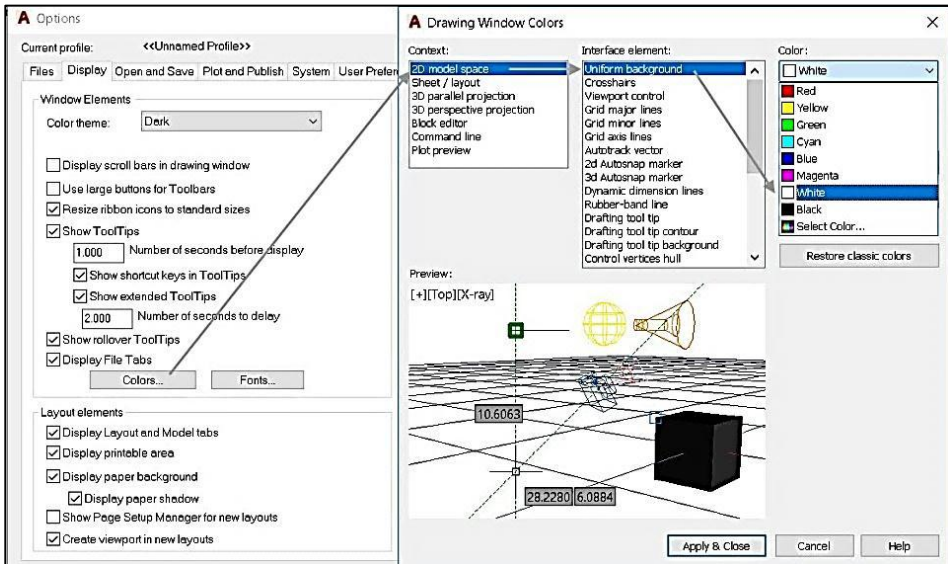 A Options
Current profile: <<Unnamed Profile>>
Files Display Open and Save Plot and Publish System User Prefen
Window Elements
Color theme: Dark
Display scroll bars in drawing window
Use large buttons for Toolbars
Resize ribbon icons to standard sizes
Show ToolTips
1.000 Number of seconds before display
Show shortcut keys in ToolTips
Show extended ToolTips
2.000 Number of seconds to delay
Show rollover ToolTips
Display File Tabs
Colors... Fonts...
Layout elements
Display Layout and Model tabs
Display printable area
Display paper background
Display paper shadow
Show Page Setup Manager for new layouts
Create viewport in new layouts
A Drawing Window Colors
Context:
2D model space
Sheet / layout
3D parallel projection
3D perspective projection
Block editor
Command line
Plot preview
Interface element:
Uniform background
Crosshairs
Viewport control
Grid major lines
Grid minor lines
Grid axis lines
Autotrack vector
2d Autosnap marker
3d Autosnap marker
Dynamic dimension lines
Rubber-band line
Drafting tool tip
Drafting tool tip contour
Drafting tool tip background
Control vertices hull
Color:
White
Red
Yellow
Green
Cyan
Blue
Magenta
White
Black
Select Color...
Restore classic colors
Preview:
[+][Top][X-ray]
10.6063
28.2280 6.0884
Apply & Close Cancel Help